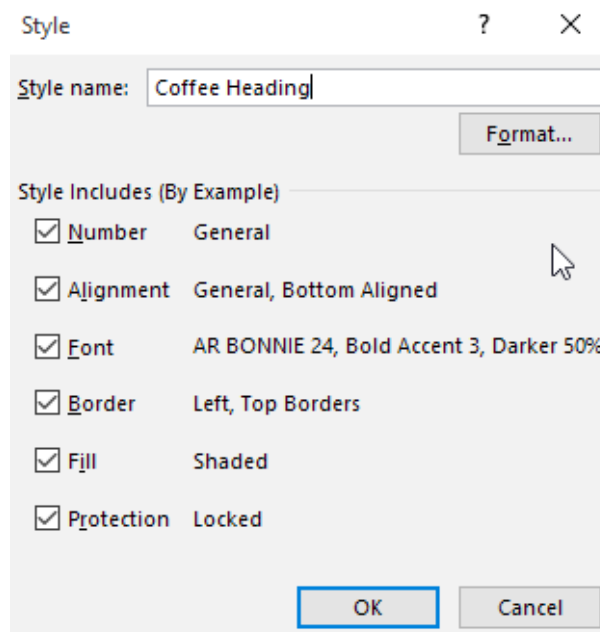 Style ?
Style name: Coffee Heading
Format...
Style Includes (By Example)
Number General
Alignment General, Bottom Aligned
Font AR BONNIE 24, Bold Accent 3, Darker 50%
Border Left, Top Borders
Fill Shaded
Protection Locked
OK Cancel